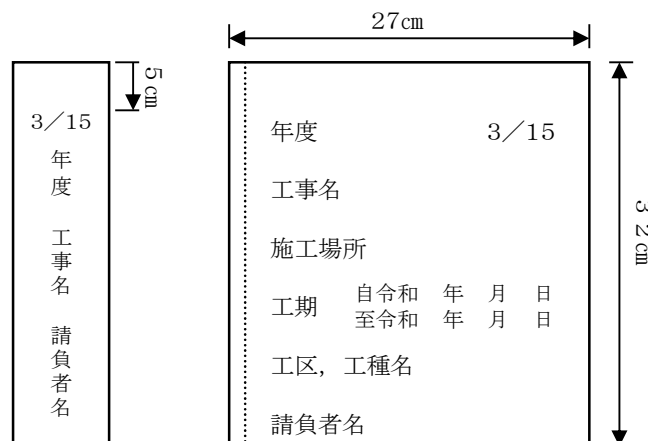 27㎝
5㎝
3／15
年度　工事名　請負者名
年度　3／15
工事名
施工場所
工期　自令和　年　月　日
至令和　年　月　日
工区，工種名
請負者名
32㎝